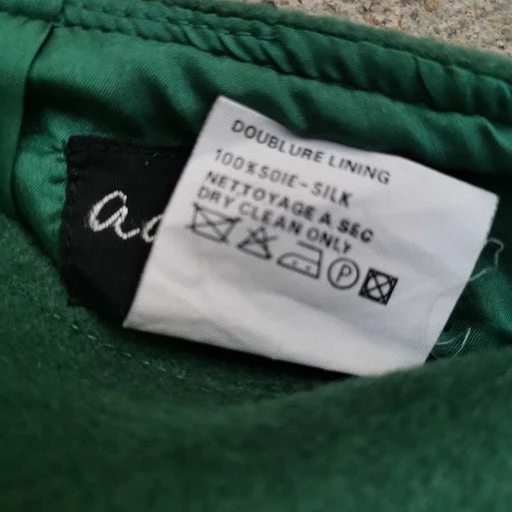 DOUBLURE LINING
100%SOIE-SILK
NETTOYAGE A SEC
DRY CLEAN ONLY
P